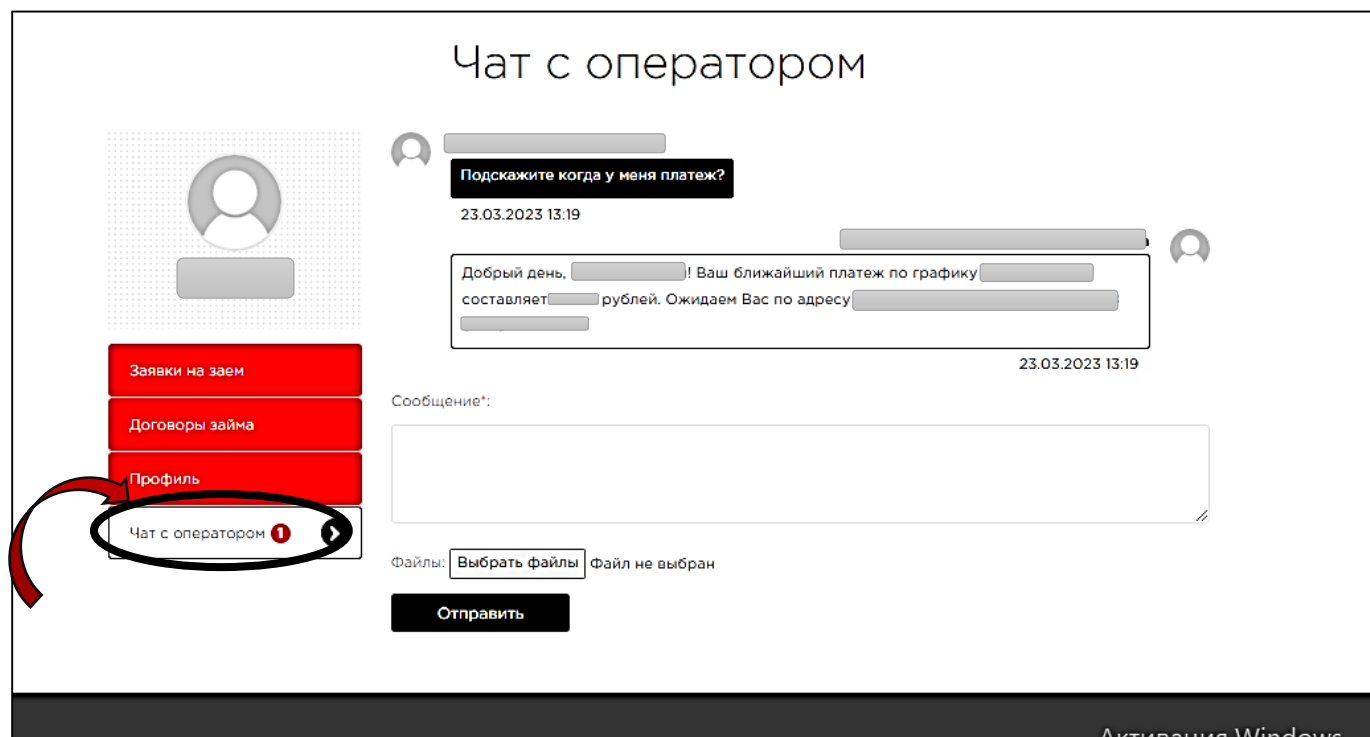 Чат с оператором
Подскажите когда у меня платеж?
23.03.2023 13:19
Добрый день, ! Ваш ближайший платеж по графику
составляет рублей. Ожидаем Вас по адресу
23.03.2023 13:19
Заявки на заем
Договоры займа
Профиль
Чат с оператором 1
Сообщение*:
Файлы: Выбрать файлы Файл не выбран
Отправить
Активация Windows